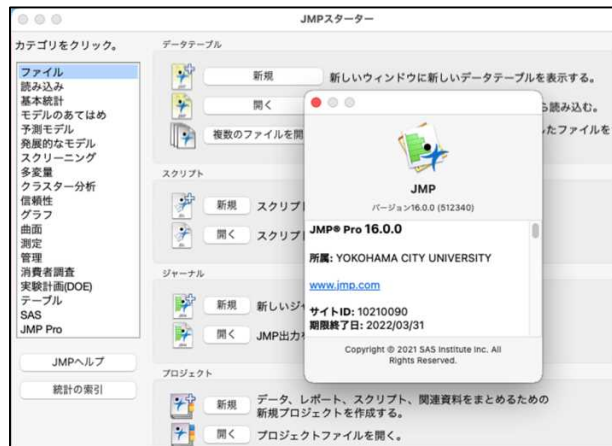 JMPスターター
カテゴリをクリック。
ファイル
読み込み
基本統計
モデルのあてはめ
予測モデル
発展的なモデル
スクリーニング
多変量
クラスター分析
信頼性
グラフ
曲面
測定
管理
消費者調査
実験計画(DOE)
テーブル
SAS
JMP Pro
JMPヘルプ
統計の索引
データテーブル
新規 新しいウィンドウに新しいデータテーブルを表示する。
開く ら読み込む。
複数のファイルを開 たファイルを
スクリプト
新規 スクリプ
開く スクリプ
ジャーナル
新規 新しいジ
開く JMP出力
プロジェクト
新規 データ、レポート、スクリプト、関連資料をまとめるための
新規プロジェクトを作成する。
開く プロジェクトファイルを開く。
JMP
バージョン16.0.0 (512340)
JMP® Pro 16.0.0
所属: YOKOHAMA CITY UNIVERSITY
www.jmp.com
サイトID: 10210090
期限終了日: 2022/03/31
Copyright © 2021 SAS Institute Inc. All
Rights Reserved.